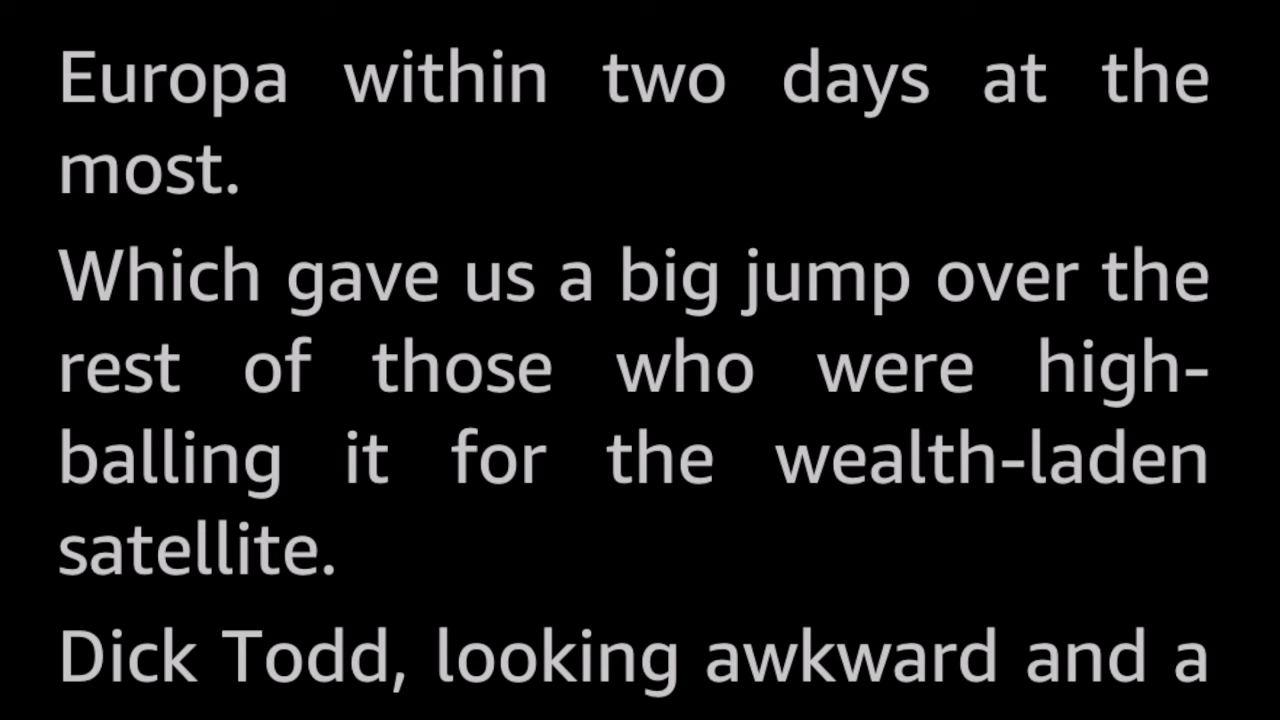 Europa within two days at the
most.
Which gave us a big jump over the
rest of those who were high-
balling it for the wealth-laden
satellite.
Dick Todd, looking awkward and a